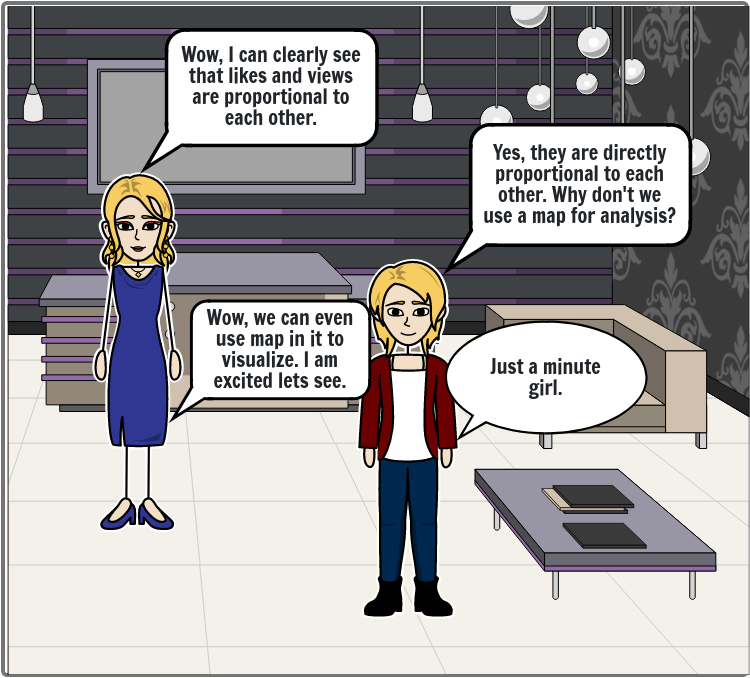 Wow, I can clearly see
that likes and views
are proportional to
each other.
Yes, they are directly
proportional to each
other. Why don't we
use a map for analysis?
Wow, we can even
use map in it to
visualize. I am
excited lets see.
Just a minute
girl.